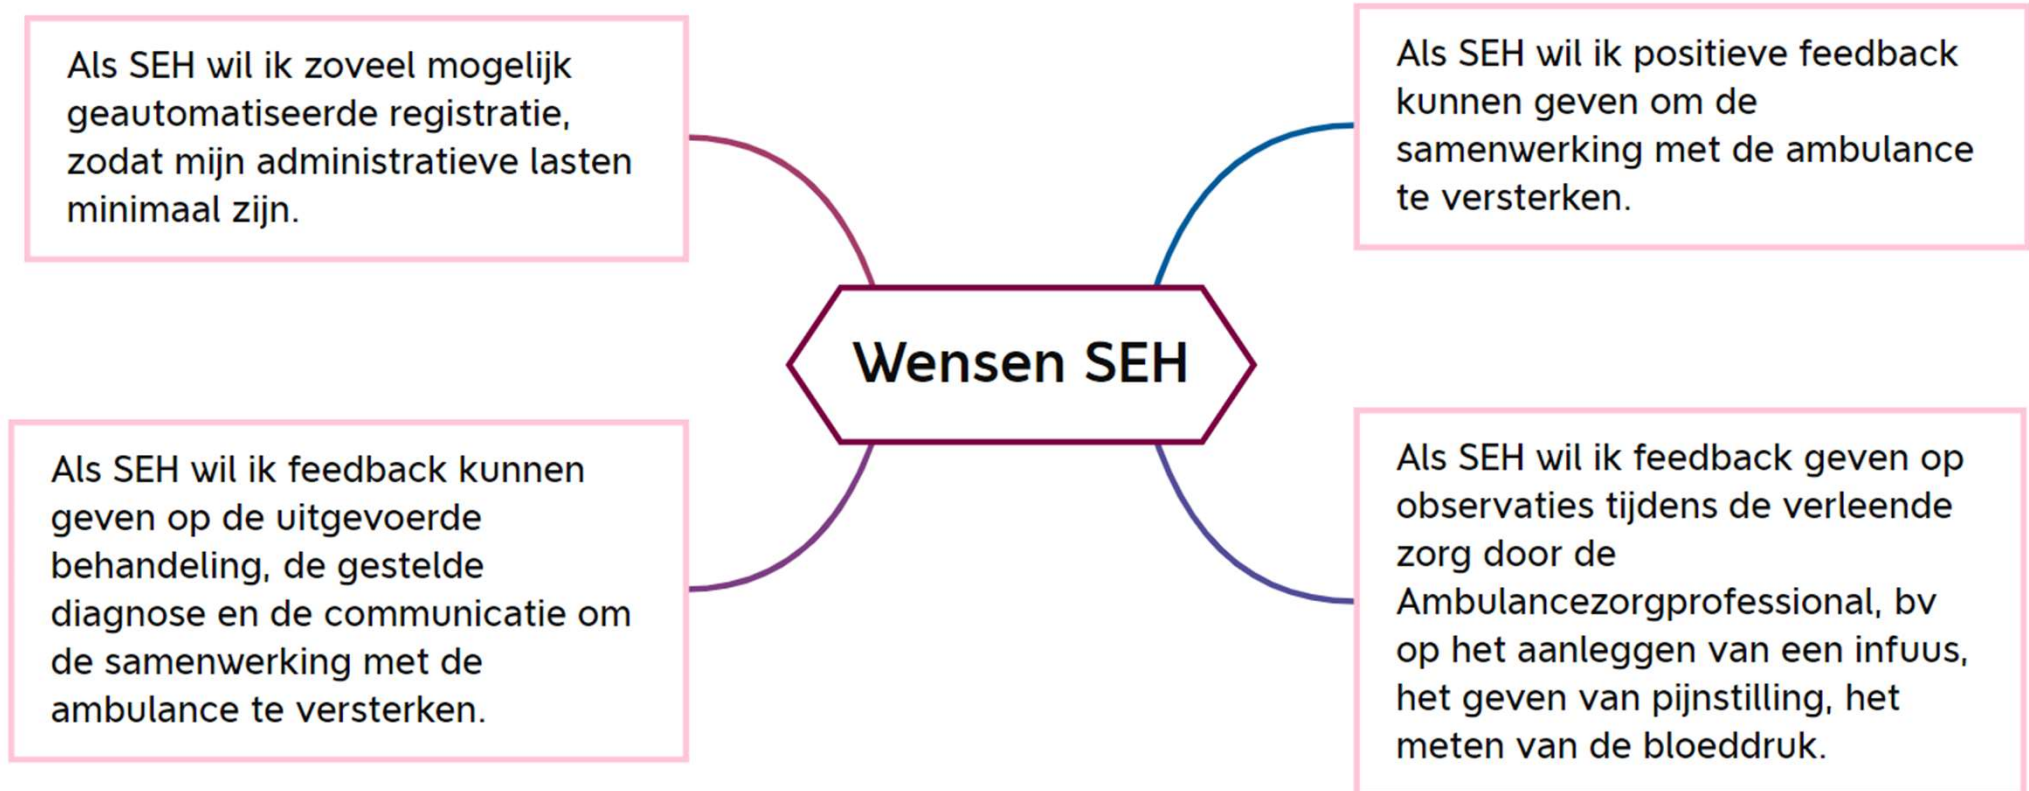 Als SEH wil ik zoveel mogelijk
geautomatiseerde registratie,
zodat mijn administratieve lasten
minimaal zijn.
Als SEH wil ik positieve feedback
kunnen geven om de
samenwerking met de ambulance
te versterken.
Wensen SEH
Als SEH wil ik feedback kunnen
geven op de uitgevoerde
behandeling, de gestelde
diagnose en de communicatie om
de samenwerking met de
ambulance te versterken.
Als SEH wil ik feedback geven op
observaties tijdens de verleende
zorg door de
Ambulancezorgprofessional, bv
op het aanleggen van een infuus,
het geven van pijnstilling, het
meten van de bloeddruk.